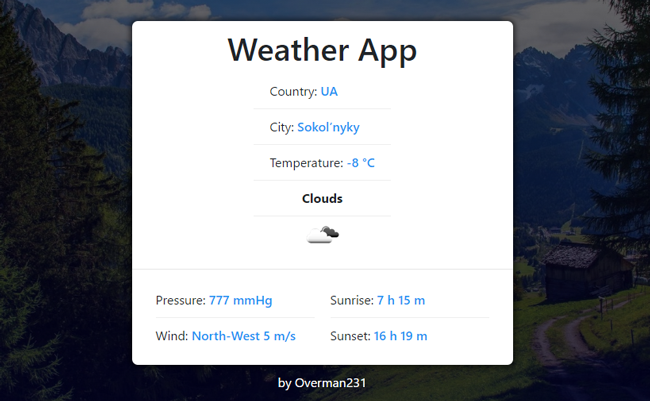 Weather App
Country: UA
City: Sokol'nyky
Temperature: -8 °C
Clouds
Pressure: 777 mmHg
Sunrise: 7 h 15 m
Wind: North-West 5 m/s
Sunset: 16 h 19 m
by Overman231